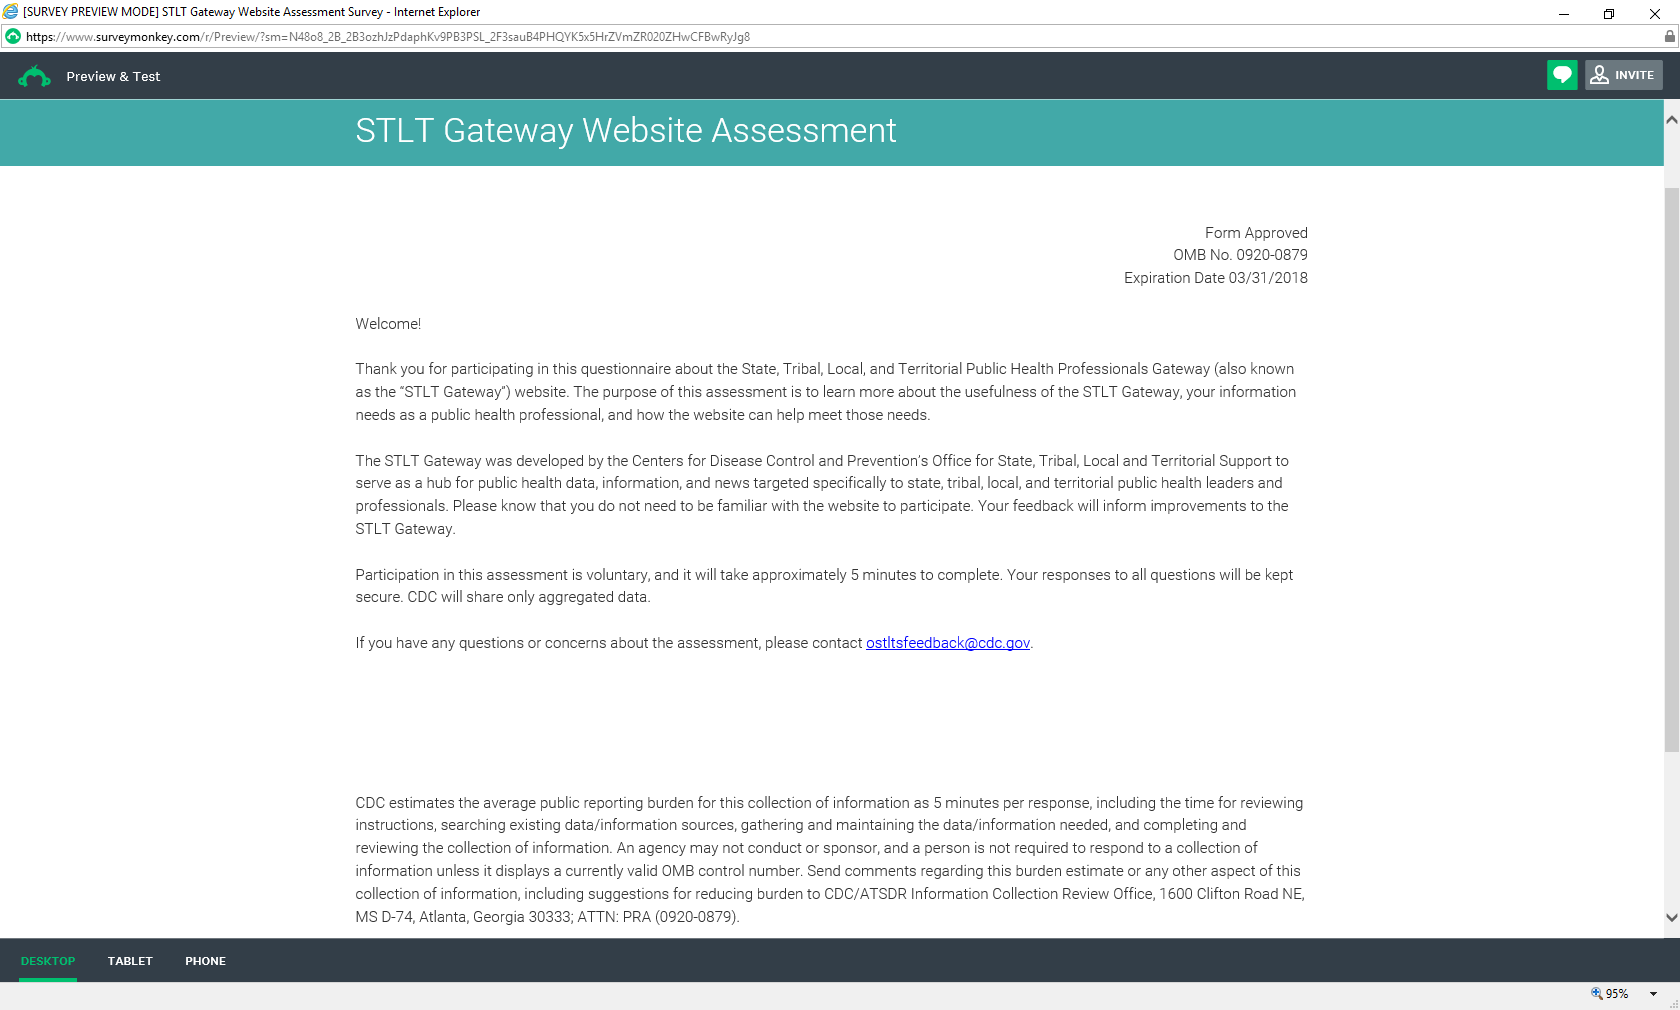 [SURVEY PREVIEW MODE] STLT Gateway Website Assessment Survey - Internet Explorer
https://www.surveymonkey.com/r/Preview/?sm=N48o8_2B_2B3ozhJzPdaphKv9PB3PSL_2F3sauB4PHQYK5x5HrZVmZR020ZHwCFBwRyJg8
Preview & Test
INVITE
STLT Gateway Website Assessment
Form Approved
OMB No. 0920-0879
Expiration Date 03/31/2018
Welcome!
Thank you for participating in this questionnaire about the State, Tribal, Local, and Territorial Public Health Professionals Gateway (also known
as the “STLT Gateway”) website. The purpose of this assessment is to learn more about the usefulness of the STLT Gateway, your information
needs as a public health professional, and how the website can help meet those needs.
The STLT Gateway was developed by the Centers for Disease Control and Prevention's Office for State, Tribal, Local and Territorial Support to
serve as a hub for public health data, information, and news targeted specifically to state, tribal, local, and territorial public health leaders and
professionals. Please know that you do not need to be familiar with the website to participate. Your feedback will inform improvements to the
STLT Gateway.
Participation in this assessment is voluntary, and it will take approximately 5 minutes to complete. Your responses to all questions will be kept
secure. CDC will share only aggregated data.
If you have any questions or concerns about the assessment, please contact ostltsfeedback@cdc.gov.
CDC estimates the average public reporting burden for this collection of information as 5 minutes per response, including the time for reviewing
instructions, searching existing data/information sources, gathering and maintaining the data/information needed, and completing and
reviewing the collection of information. An agency may not conduct or sponsor, and a person is not required to respond to a collection of
information unless it displays a currently valid OMB control number. Send comments regarding this burden estimate or any other aspect of this
collection of information, including suggestions for reducing burden to CDC/ATSDR Information Collection Review Office, 1600 Clifton Road NE,
MS D-74, Atlanta, Georgia 30333; ATTN: PRA (0920-0879).
DESKTOP TABLET PHONE
95%